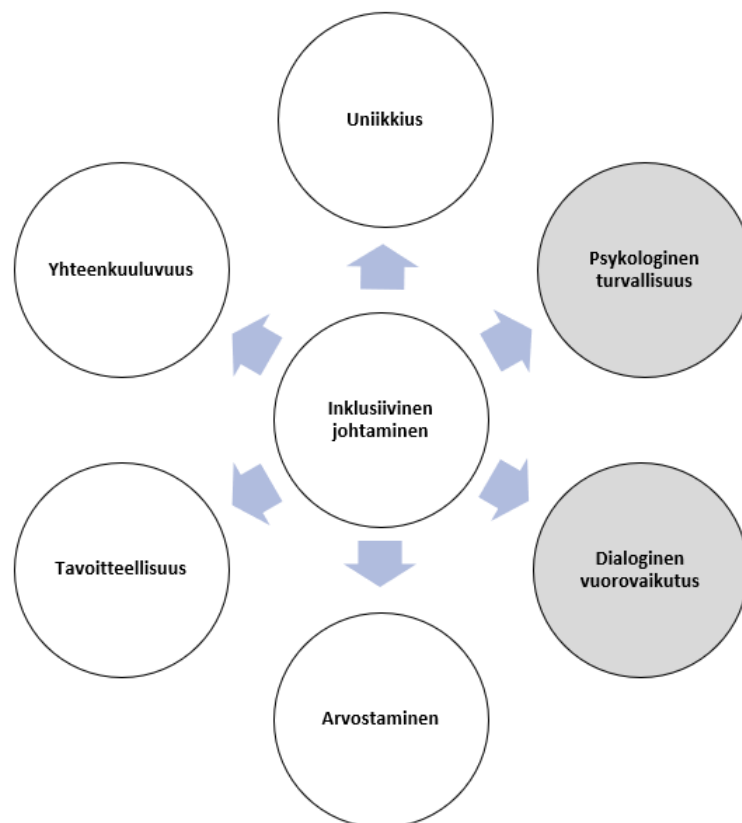 Uniikkius
Yhteenkuuluvuus
Psykologinen
turvallisuus
Inklusiivinen
johtaminen
Tavoitteellisuus
Dialoginen
vuorovaikutus
Arvostaminen